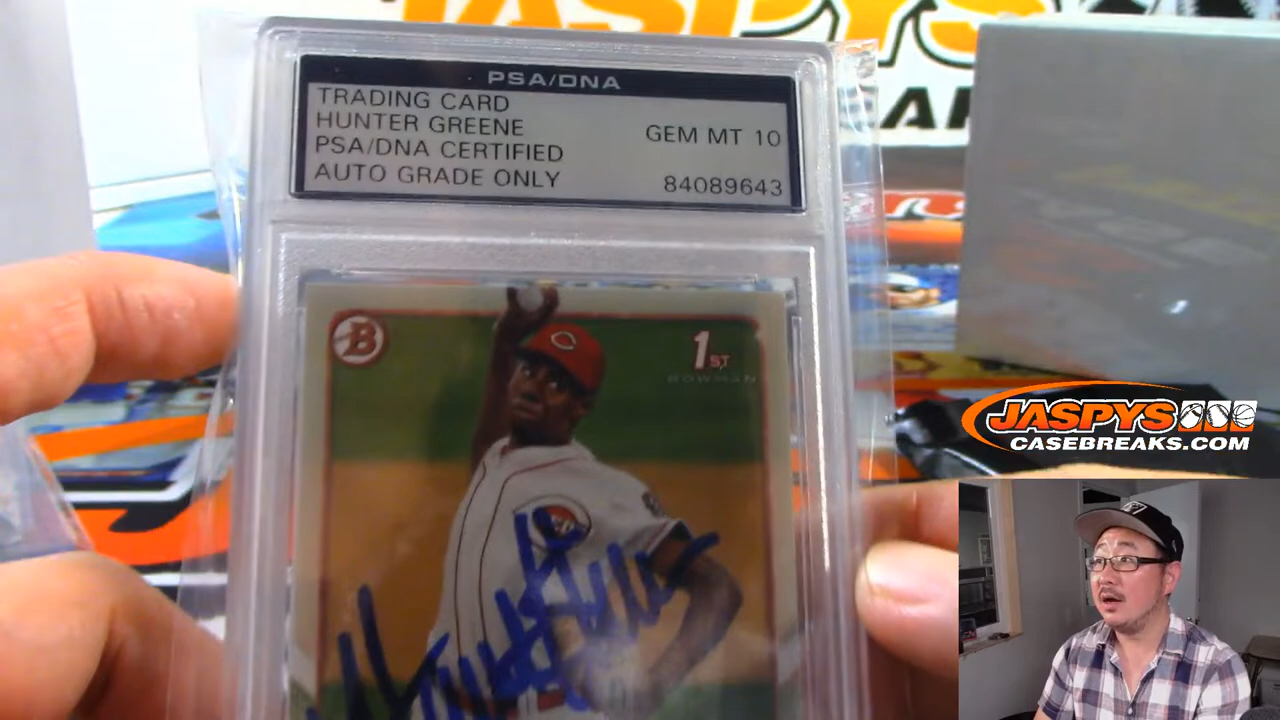 JASPYS
PSA/DNA
TRADING CARD
HUNTER GREENE
PSA/DNA CERTIFIED
AUTO GRADE ONLY
GEM MT 10
84089643
B
1ST
BOWMAN
C
JASPYS
CASEBREAKS.COM